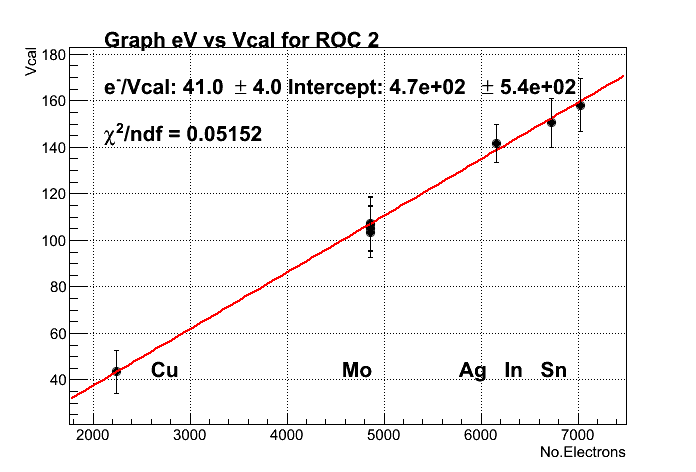 Graph eV vs Vcal for ROC 2
Vcal
e⁻/Vcal: 41.0 ± 4.0 Intercept: 4.7e+02 ± 5.4e+02
χ²/ndf = 0.05152
180
160
140
120
100
80
60
40
Cu Mo Ag In Sn
2000 3000 4000 5000 6000 7000
No.Electrons